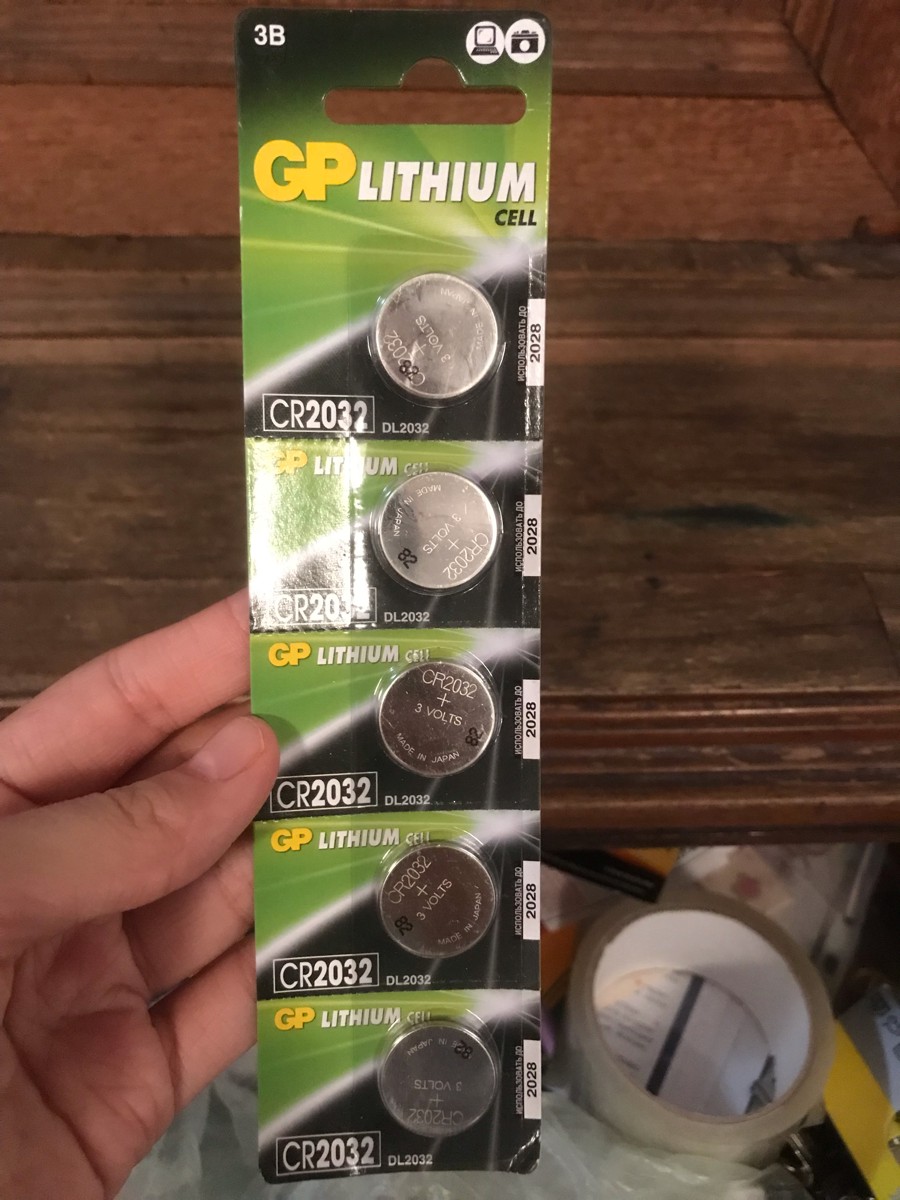 3B
GP LITHIUM
CELL
CR2032
3 VOLTS
+
MADE IN JAPAN
ИСПОЛЬЗОВАТЬ ДО
2028
CR2032 DL2032
GP LITHIUM CELL
MADE IN JAPAN
3 VOLTS
+
CR2032
ИСПОЛЬЗОВАТЬ ДО
2028
CR2032 DL2032
GP LITHIUM CELL
CR2032
+
3 VOLTS
MADE IN JAPAN
ИСПОЛЬЗОВАТЬ ДО
2028
CR2032 DL2032
GP LITHIUM CELL
CR2032
+
3 VOLTS
MADE IN JAPAN
ИСПОЛЬЗОВАТЬ ДО
2028
CR2032 DL2032
GP LITHIUM CELL
MADE IN JAPAN
3 VOLTS
+
CR2032
ИСПОЛЬЗОВАТЬ ДО
2028
CR2032 DL2032